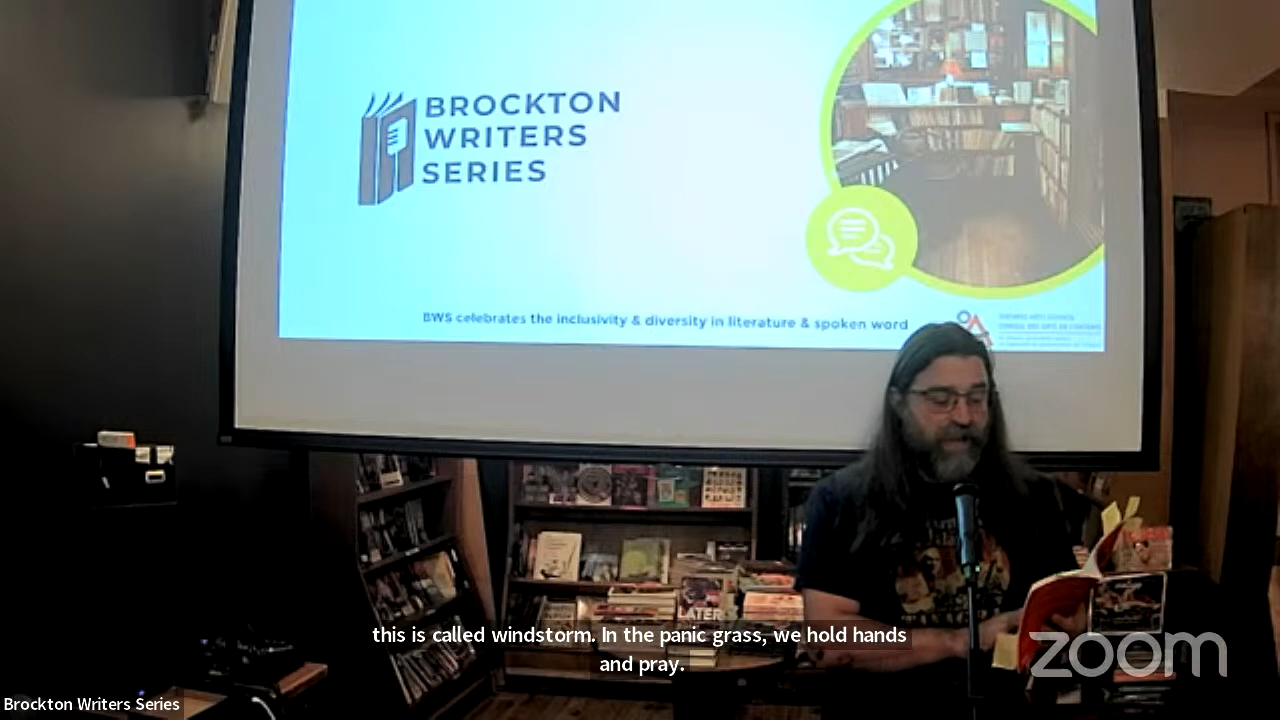 BROCKTON
WRITERS
SERIES
BWS celebrates the inclusivity & diversity in literature & spoken word
LATER
this is called windstorm. In the panic grass, we hold hands
and pray.
zoom
Brockton Writers Series